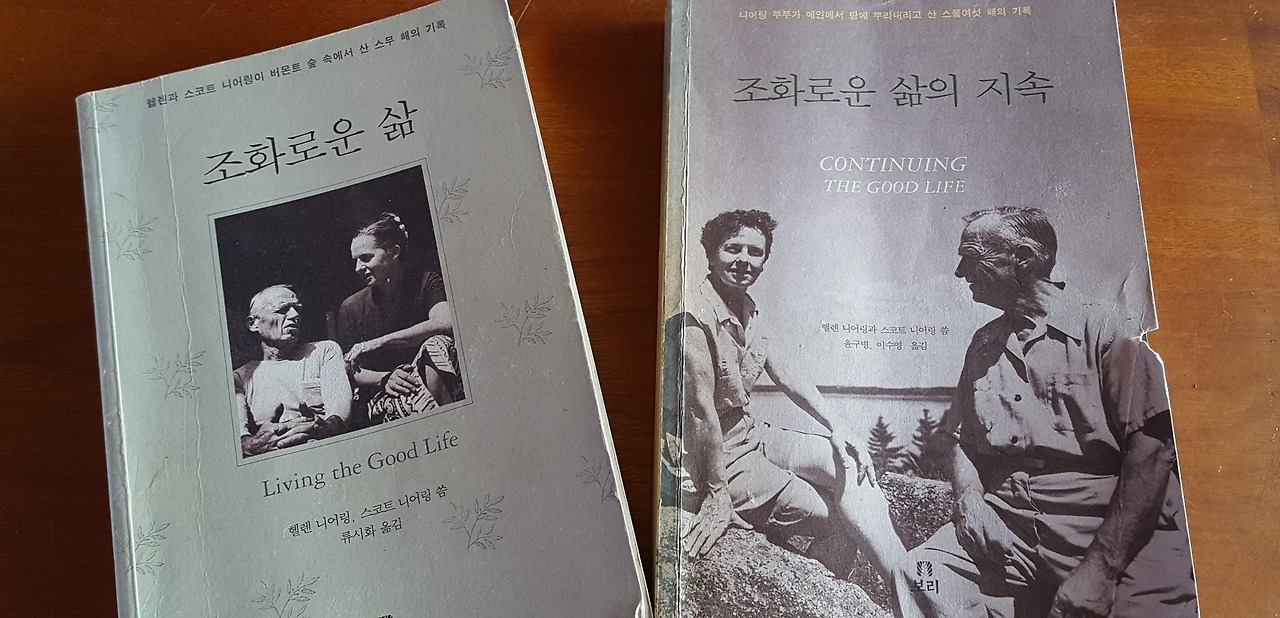 헬렌과 스코트 니어링이 버몬트 숲 속에서 산 스무 해의 기록
조화로운 삶
Living the Good Life
헬렌 니어링, 스코트 니어링 씀
류시화 옮김
니어링 부부가 메인에서 땅에 뿌리내리고 산 스물여섯 해의 기록
조화로운 삶의 지속
CONTINUING
THE GOOD LIFE
헬렌 니어링과 스코트 니어링 씀
윤구병, 이수영 옮김
보리